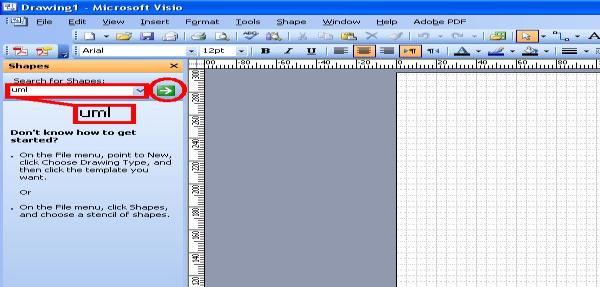 Drawing1 - Microsoft Visio
File Edit View Insert Format Tools Shape Window Help Adobe PDF
Arial 12pt B I U
Shapes
Search for Shapes:
uml
uml
Don't know how to get started?
• On the File menu, point to New,
click Choose Drawing Type, and
then click the template you
want.
Or
• On the File menu, click Shapes,
and choose a stencil of shapes.